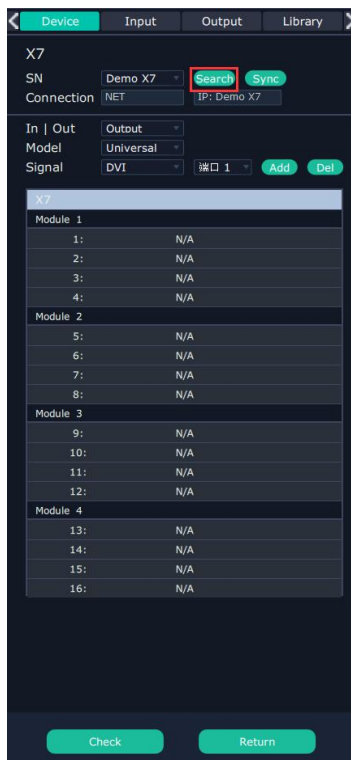 Device Input Output Library
X7
SN Demo X7 Search Sync
Connection NET IP: Demo X7
In | Out Output
Model Universal
Signal DVI 端口 1 Add Del
X7
Module 1
1: N/A
2: N/A
3: N/A
4: N/A
Module 2
5: N/A
6: N/A
7: N/A
8: N/A
Module 3
9: N/A
10: N/A
11: N/A
12: N/A
Module 4
13: N/A
14: N/A
15: N/A
16: N/A
Check Return